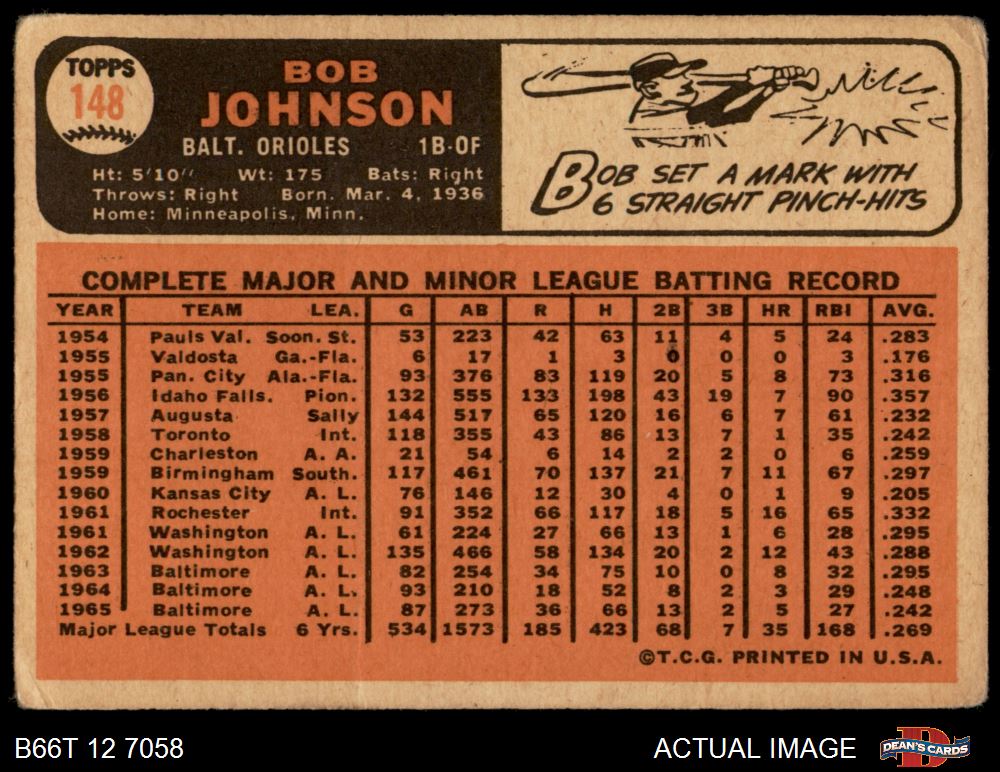 TOPPS
148
BOB
JOHNSON
BALT. ORIOLES 1B-OF
Ht: 5'10" Wt: 175 Bats: Right
Throws: Right Born. Mar. 4, 1936
Home: Minneapolis, Minn.
BOB SET A MARK WITH
6 STRAIGHT PINCH-HITS
COMPLETE MAJOR AND MINOR LEAGUE BATTING RECORD
YEAR TEAM LEA. G AB R H 2B 3B HR RBI AVG.
1954 Pauls Val. Soon. St. 53 223 42 63 11 4 5 24 .283
1955 Valdosta Ga.-Fla. 6 17 1 3 0 0 0 3 .176
1955 Pan. City Ala.-Fla. 93 376 83 119 20 5 8 73 .316
1956 Idaho Falls. Pion. 132 555 133 198 43 19 7 90 .357
1957 Augusta Sally 144 517 65 120 16 6 7 61 .232
1958 Toronto Int. 118 355 43 86 13 7 1 35 .242
1959 Charleston A. A. 21 54 6 14 2 2 0 6 .259
1959 Birmingham South. 117 461 70 137 21 7 11 67 .297
1960 Kansas City A. L. 76 146 12 30 4 0 1 9 .205
1961 Rochester Int. 91 352 66 117 18 5 16 65 .332
1961 Washington A. L. 61 224 27 66 13 1 6 28 .295
1962 Washington A. L. 135 466 58 134 20 2 12 43 .288
1963 Baltimore A. L. 82 254 34 75 10 0 8 32 .295
1964 Baltimore A. L. 93 210 18 52 8 2 3 29 .248
1965 Baltimore A. L. 87 273 36 66 13 2 5 27 .242
Major League Totals 6 Yrs. 534 1573 185 423 68 7 35 168 .269
©T.C.G. PRINTED IN U.S.A.
B66T 12 7058 ACTUAL IMAGE DEAN'S CARDS